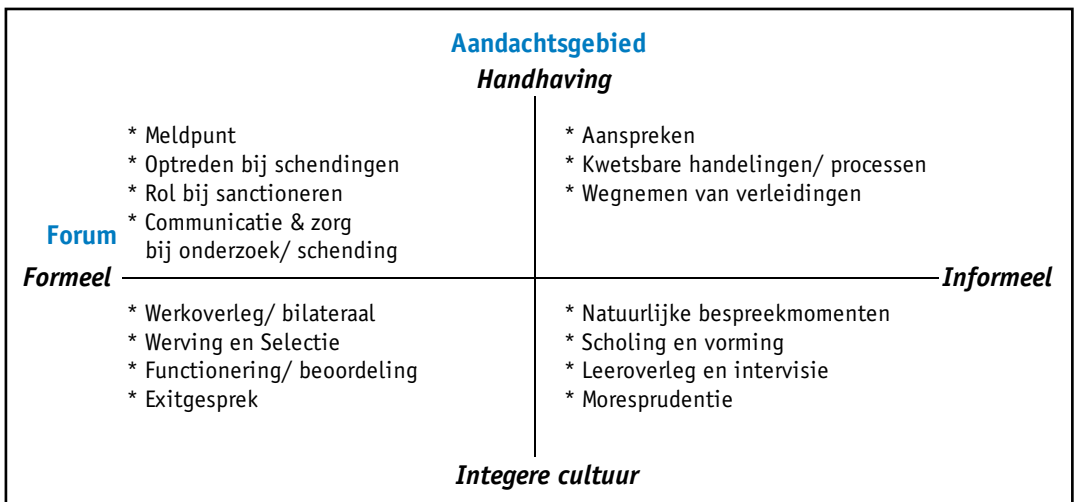 Aandachtsgebied
Handhaving
* Meldpunt
* Optreden bij schendingen
* Rol bij sanctioneren
* Communicatie & zorg
bij onderzoek/ schending
* Aanspreken
* Kwetsbare handelingen/ processen
* Wegnemen van verleidingen
Forum
Formeel
Informeel
* Werkoverleg/ bilateraal
* Werving en Selectie
* Functionering/ beoordeling
* Exitgesprek
* Natuurlijke bespreekmomenten
* Scholing en vorming
* Leeroverleg en intervisie
* Moresprudentie
Integere cultuur